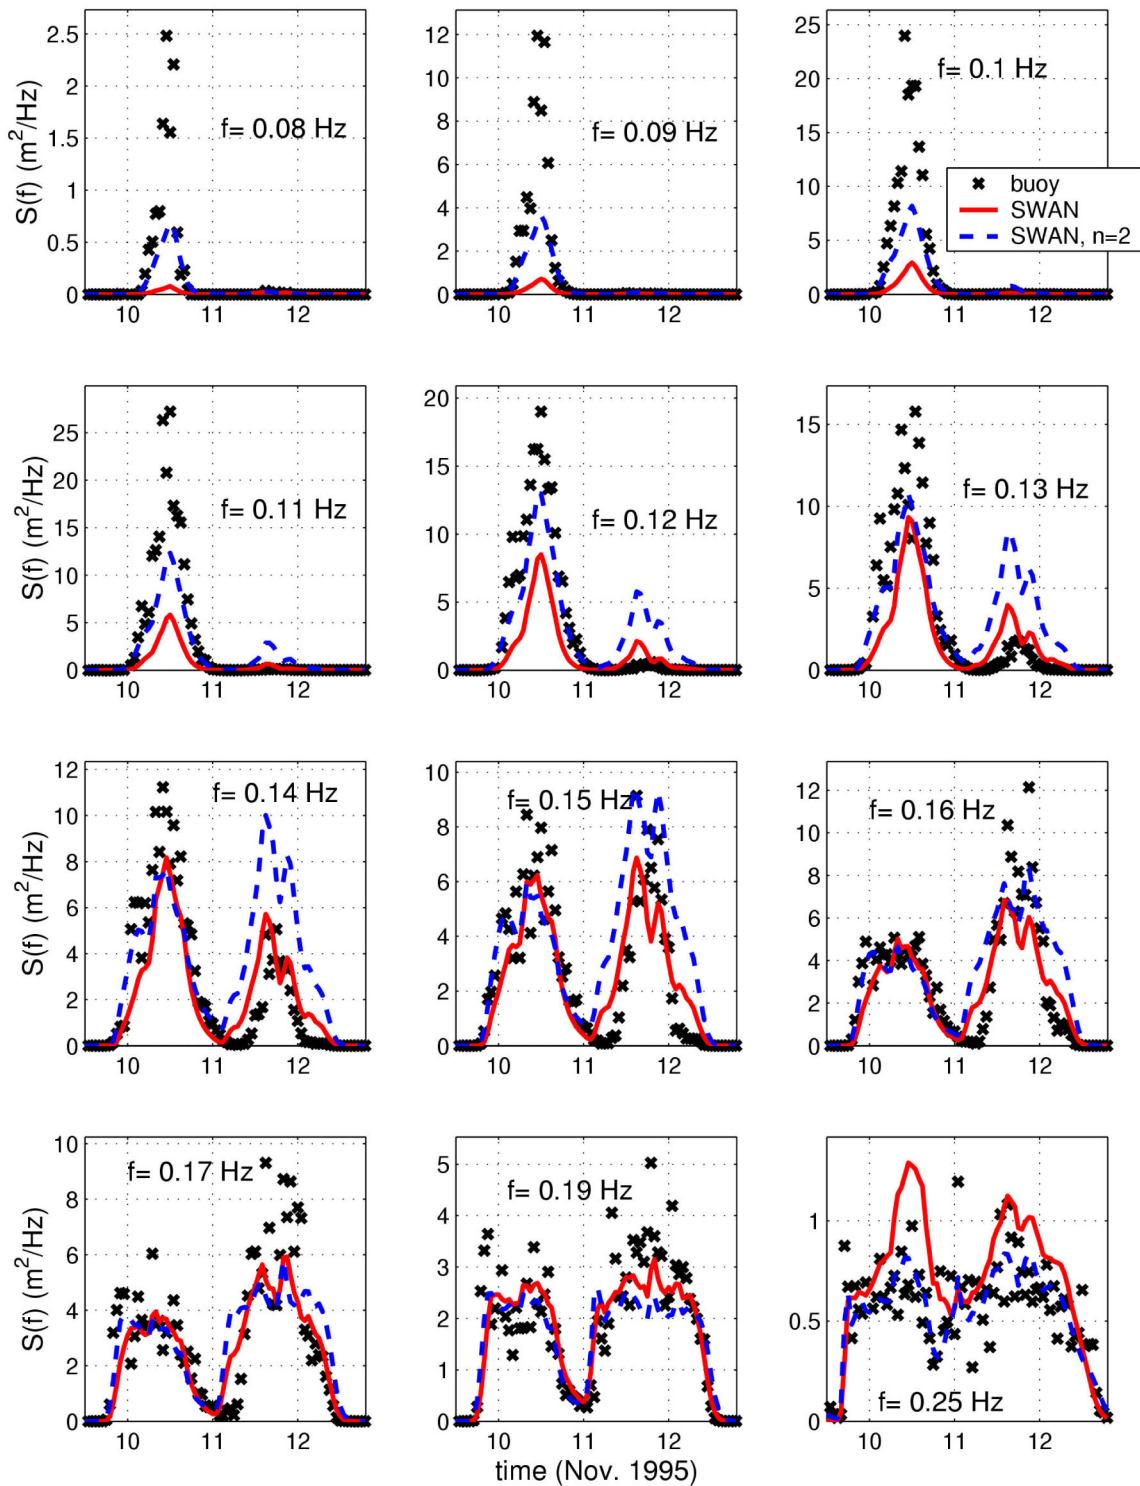 2.5
2
1.5
1
0.5
0
S(f) (m²/Hz)
f= 0.08 Hz
10 11 12
12
10
8
6
4
2
0
f= 0.09 Hz
10 11 12
25
20
15
10
5
0
f= 0.1 Hz
buoy
SWAN
SWAN, n=2
10 11 12
25
20
15
10
5
0
S(f) (m²/Hz)
f= 0.11 Hz
10 11 12
20
15
10
5
0
f= 0.12 Hz
10 11 12
15
10
5
0
f= 0.13 Hz
10 11 12
12
10
8
6
4
2
0
S(f) (m²/Hz)
f= 0.14 Hz
10 11 12
10
8
6
4
2
0
f= 0.15 Hz
10 11 12
12
10
8
6
4
2
0
f= 0.16 Hz
10 11 12
10
8
6
4
2
0
S(f) (m²/Hz)
f= 0.17 Hz
10 11 12
5
4
3
2
1
0
f= 0.19 Hz
10 11 12
time (Nov. 1995)
1
0.5
0
f= 0.25 Hz
10 11 12